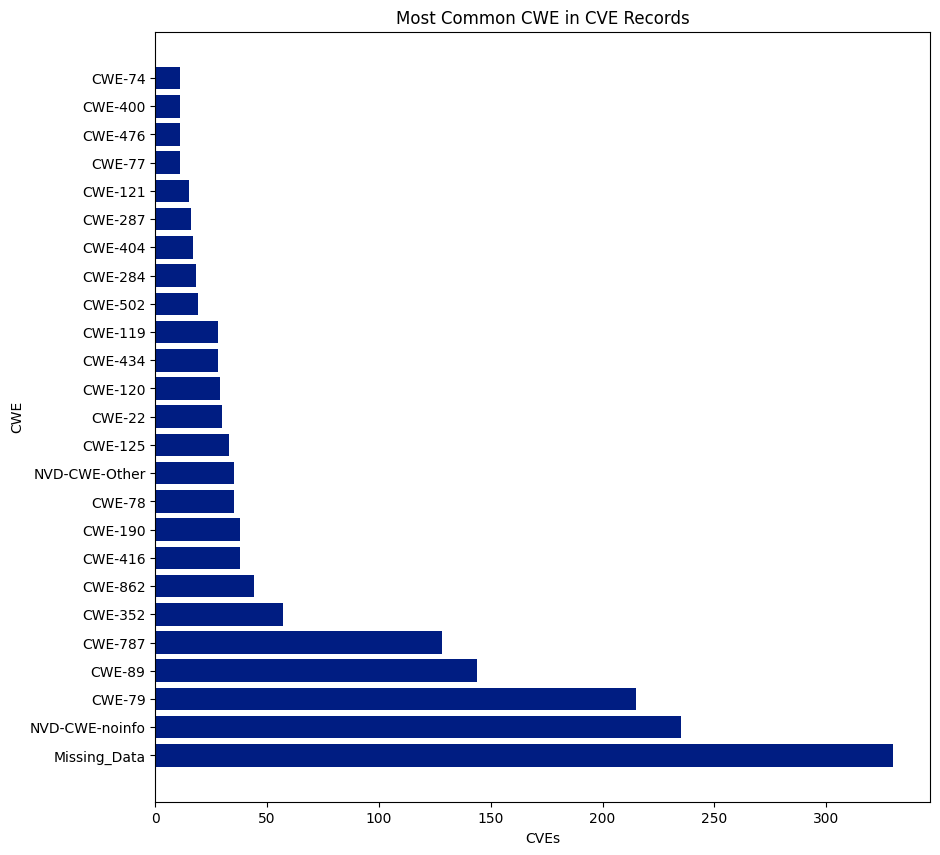 Most Common CWE in CVE Records
CWE
CWE-74
CWE-400
CWE-476
CWE-77
CWE-121
CWE-287
CWE-404
CWE-284
CWE-502
CWE-119
CWE-434
CWE-120
CWE-22
CWE-125
NVD-CWE-Other
CWE-78
CWE-190
CWE-416
CWE-862
CWE-352
CWE-787
CWE-89
CWE-79
NVD-CWE-noinfo
Missing_Data
0 50 100 150 200 250 300
CVEs